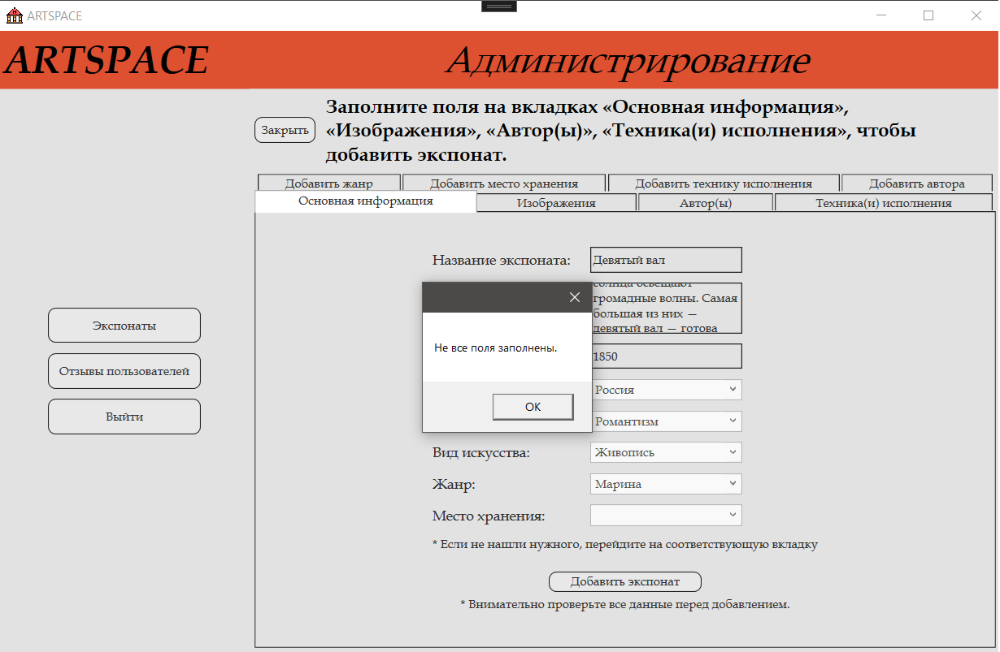 ARTSPACE
ARTSPACE
Администрирование
Закрыть
Заполните поля на вкладках «Основная информация»,
«Изображения», «Автор(ы)», «Техника(и) исполнения», чтобы
добавить экспонат.
Добавить жанр
Добавить место хранения
Добавить технику исполнения
Добавить автора
Основная информация
Изображения
Автор(ы)
Техника(и) исполнения
Экспонаты
Отзывы пользователей
Выйти
Название экспоната:
Девятый вал
солнца освещают
громадные волны. Самая
большая из них —
девятый вал — готова
1850
Россия
Романтизм
Не все поля заполнены.
OK
Вид искусства:
Живопись
Жанр:
Марина
Место хранения:
* Если не нашли нужного, перейдите на соответствующую вкладку
Добавить экспонат
* Внимательно проверьте все данные перед добавлением.